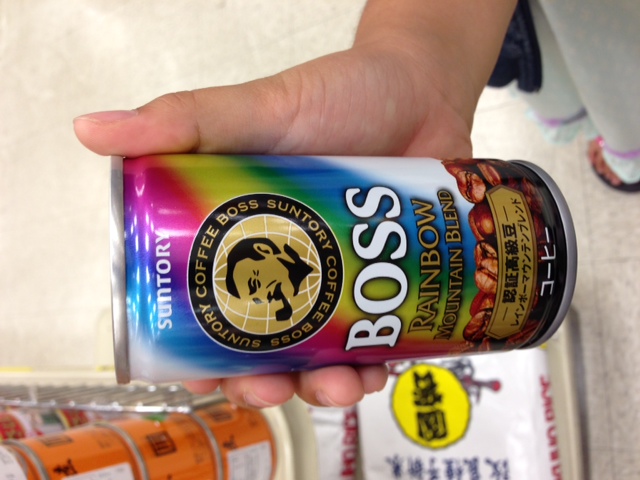 SUNTORY
SUNTORY COFFEE BOSS SUNTORY COFFEE BOSS
BOSS
RAINBOW
MOUNTAIN BLEND
認証高級豆
レインボーマウンテンブレンド
コーヒー